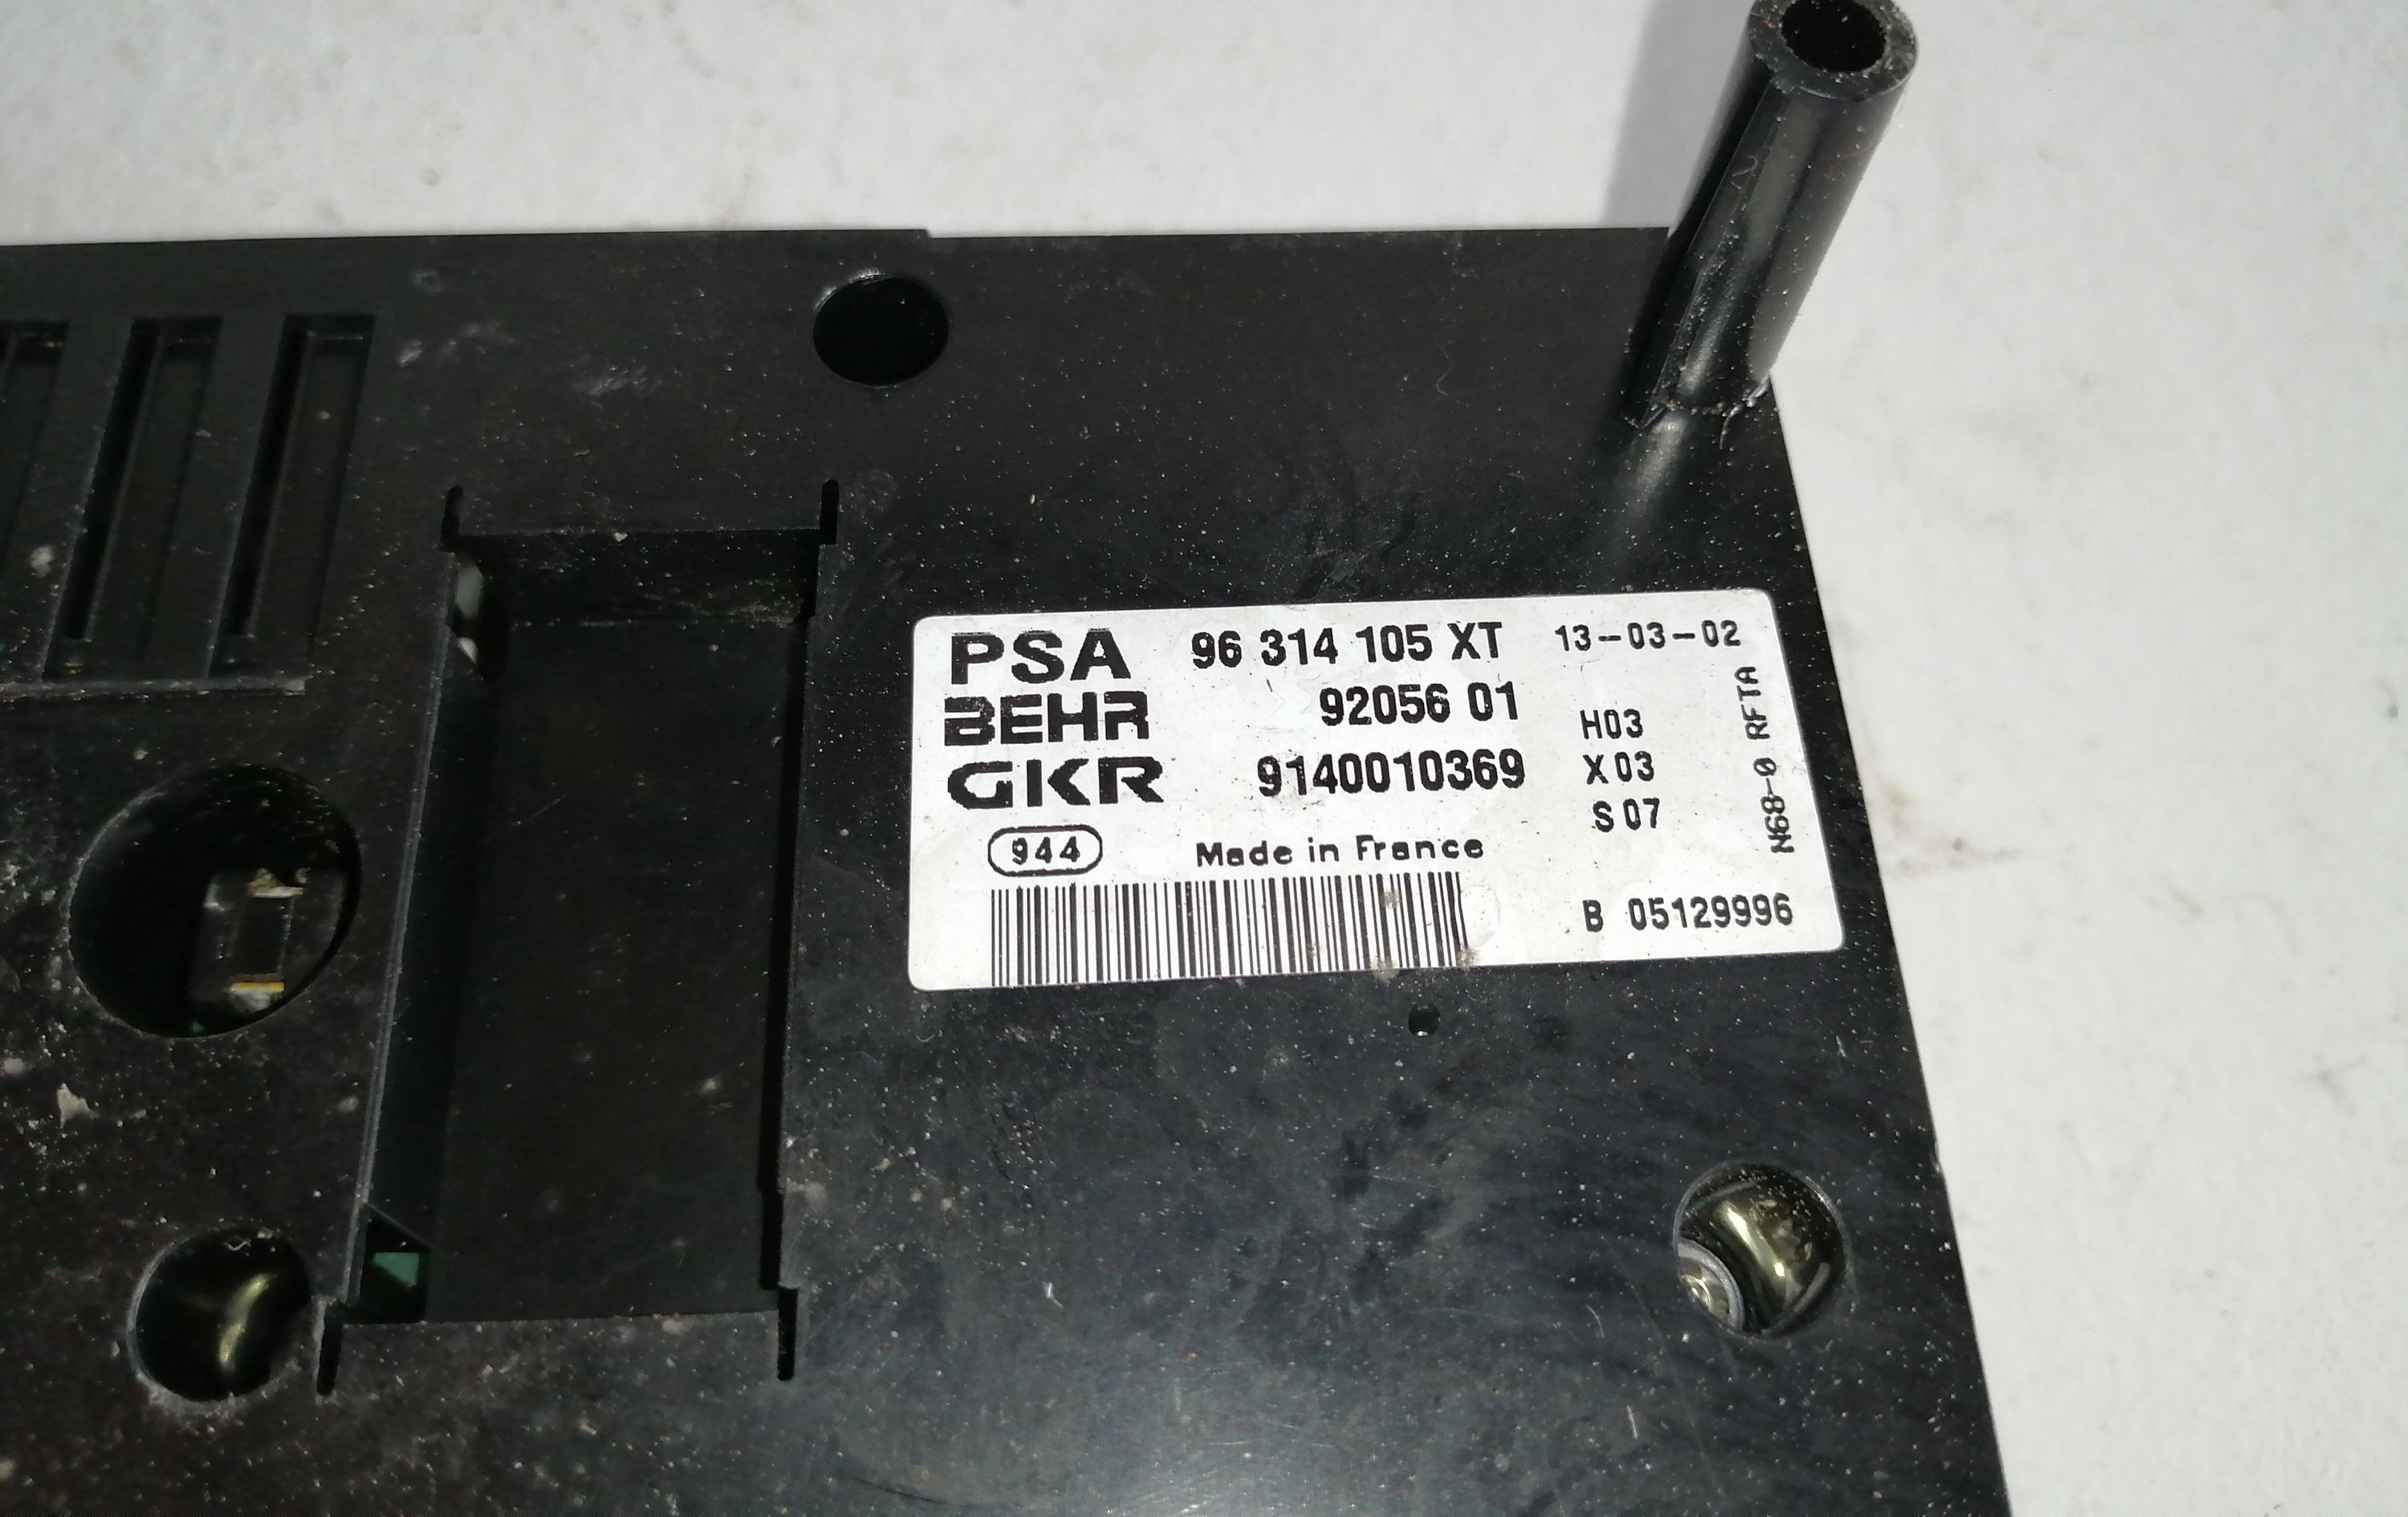 PSA 96 314 105 XT 13-03-02
BEHR 92056 01
GKR 9140010369
H03
X03
S07
N68-0 RFTA
944 Made in France
B 05129996